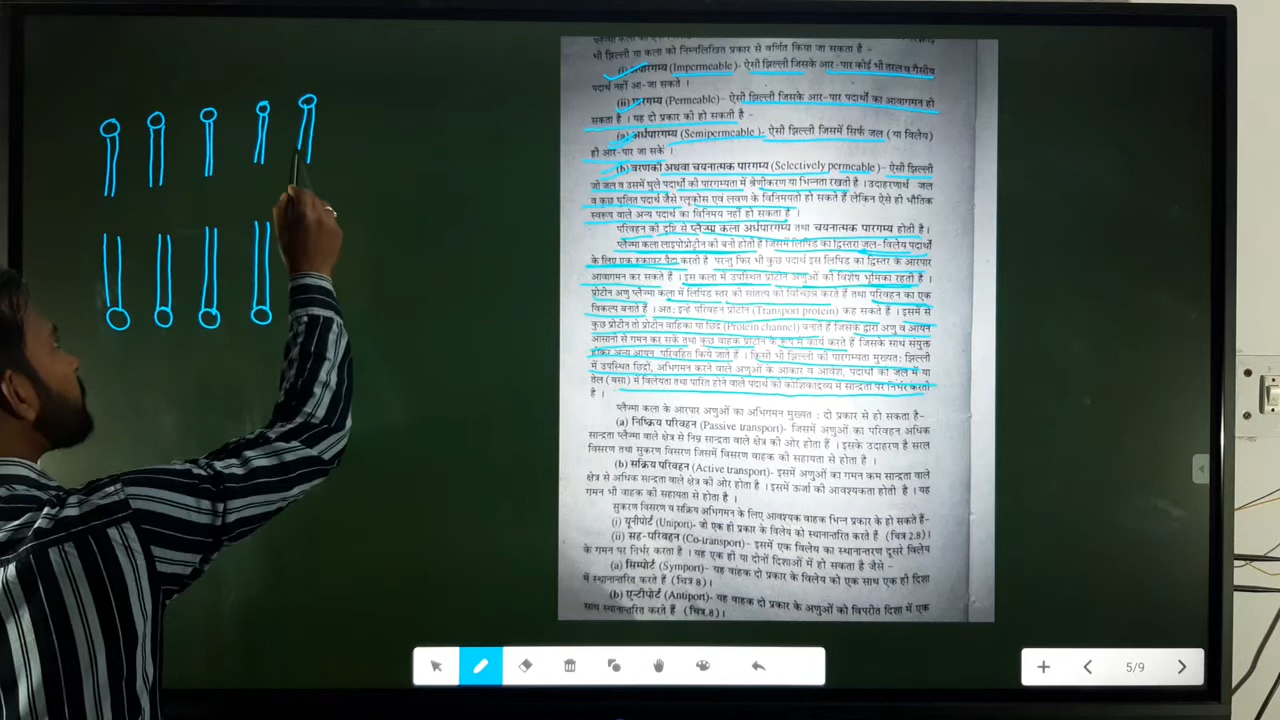 भी झिल्ली या कला को निम्नलिखित प्रकार से वर्णित किया जा सकता है -
(i) अपारगम्य (Impermeable) - ऐसी झिल्ली जिसके आर-पार कोई भी तरल व गैसीय
पदार्थ नहीं आ-जा सकते ।
(ii) पारगम्य (Permeable)- ऐसी झिल्ली जिसके आर-पार पदार्थो का आवागमन हो
सकता है । यह दो प्रकार की हो सकती है -
(a) अर्धपारगम्य (Semipermeable)- ऐसी झिल्ली जिसमें सिर्फ जल (या विलेय)
ही आर-पार जा सकें ।
(b) वरणकी अथवा चयनात्मक पारगम्य (Selectively permeable)- ऐसी झिल्ली
जो जल व उसमें घुले पदार्थों की पारगम्यता में श्रेणीकरण या भिन्नता रखती है । उदाहरणार्थ जल
व कुछ घुलित पदार्थ जैसे ग्लूकोस एवं लवण के विनिमयतो हो सकते हैं लेकिन ऐसे ही भौतिक
स्वरूप वाले अन्य पदार्थ का विनिमय नहीं हो सकता है ।
परिवहन की दृष्टि से प्लैज्मा कला अर्धपारगम्य तथा चयनात्मक पारगम्य होती है ।
प्लैज्मा कला लाइपोप्रोटीन की बनी होती है जिसमें लिपिड का द्विस्तरा जल-विलेय पदार्थो
के लिए एक रूकावट पैदा करती है परन्तु फिर भी कुछ पदार्थ इस लिपिड का द्विस्तर के आरपार
आवागमन कर सकते हैं । इस कला में उपस्थित प्रोटीन अणुओं की विशेष भूमिका रहती है ।
प्रोटीन अणु प्लैज्मा कला में लिपिड स्तर की सांतत्य को विच्छिन्न करते हैं तथा परिवहन का एक
विकल्प बनाते हैं । अत: इन्हे परिवहन प्रोटीन (Transport protein) कह सकते हैं । इसमें से
कुछ प्रोटीन तो प्रोटीन वाहिका या छिद्र (Protein channel) बनाते हैं जिसके द्वारा अणु व आयन
आसानी से गमन कर सकें तथा कुछ वाहक प्रोटीन के रूप में कार्य करते हैं जिसके साथ संयुक्त
होकर अन्य आयन परिवहित किये जाते हैं । किसी भी झिल्ली की पारगम्यता मुख्यत: झिल्ली
में उपस्थित छिद्रों, अभिगमन करने वाले अणुओं के आकार व आवेश, पदार्थो की जल में या
तेल (वसा) में विलेयता तथा पारित होने वाले पदार्थ की कोशिकाद्रव्य में सान्द्रता पर निर्भर करती
है ।
प्लैज्मा कला के आरपार अणुओं का अभिगमन मुख्यत : दो प्रकार से हो सकता है-
(a) निष्क्रिय परिवहन (Passive transport)- जिसमें अणुओं का परिवहन अधिक
सान्द्रता प्लैज्मा वाले क्षेत्र से निम्न सान्द्रता वाले क्षेत्र की ओर होता हैं । इसके उदाहरण है सरल
विसरण तथा सुकरण विसरण जिसमें विसरण वाहक की सहायता से होता है ।
(b) सक्रिय परिवहन (Active transport)- इसमें अणुओं का गमन कम सान्द्रता वाले
क्षेत्र से अधिक सान्द्रता वाले क्षेत्र की ओर होता है । इसमें ऊर्जा की आवश्यकता होती है । यह
गमन भी वाहक की सहायता से होता है ।
सुकरण विसरण व सक्रिय अभिगमन के लिए आवश्यक वाहक भिन्न प्रकार के हो सकते हैं-
(i) यूनीपोर्ट (Uniport)- जो एक ही प्रकार के विलेय को स्थानांतरित करते हैं (चित्र 2.8)।
(ii) सह-परिवहन (Co-transport)- इसमें एक विलेय का स्थानान्तरण दूसरे विलेय
के गमन पर निर्भर करता है । यह एक ही या दोनों दिशाओं में हो सकता है जैसे -
(a) सिम्पोर्ट (Symport)- यह वाहक दो प्रकार के विलेय को एक साथ एक ही दिशा
में स्थानान्तरित करते हैं (चित्र 8)।
(b) एन्टीपोर्ट (Antiport)- यह वाहक दो प्रकार के अणुओं को विपरीत दिशा में एक
साथ स्थानान्तरित करते हैं (चित्र.8)।
5/9